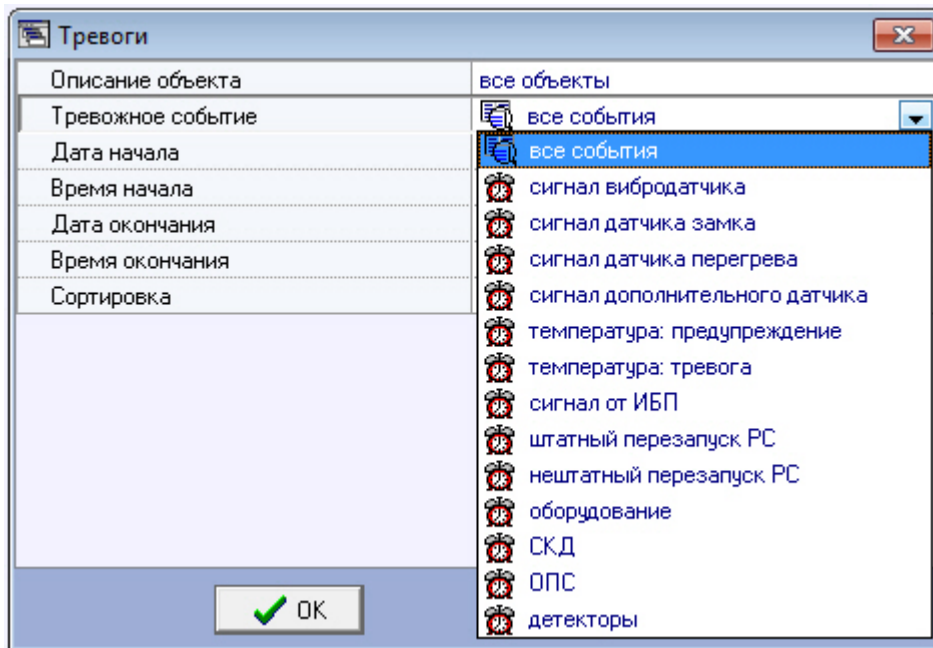 Тревоги
Описание объекта все объекты
Тревожное событие все события
Дата начала все события
Время начала сигнал вибродатчика
Дата окончания сигнал датчика замка
Время окончания сигнал датчика перегрева
Сортировка сигнал дополнительного датчика
температура: предупреждение
температура: тревога
сигнал от ИБП
штатный перезапуск РС
нештатный перезапуск РС
оборудование
СКД
ОПС
OK детекторы